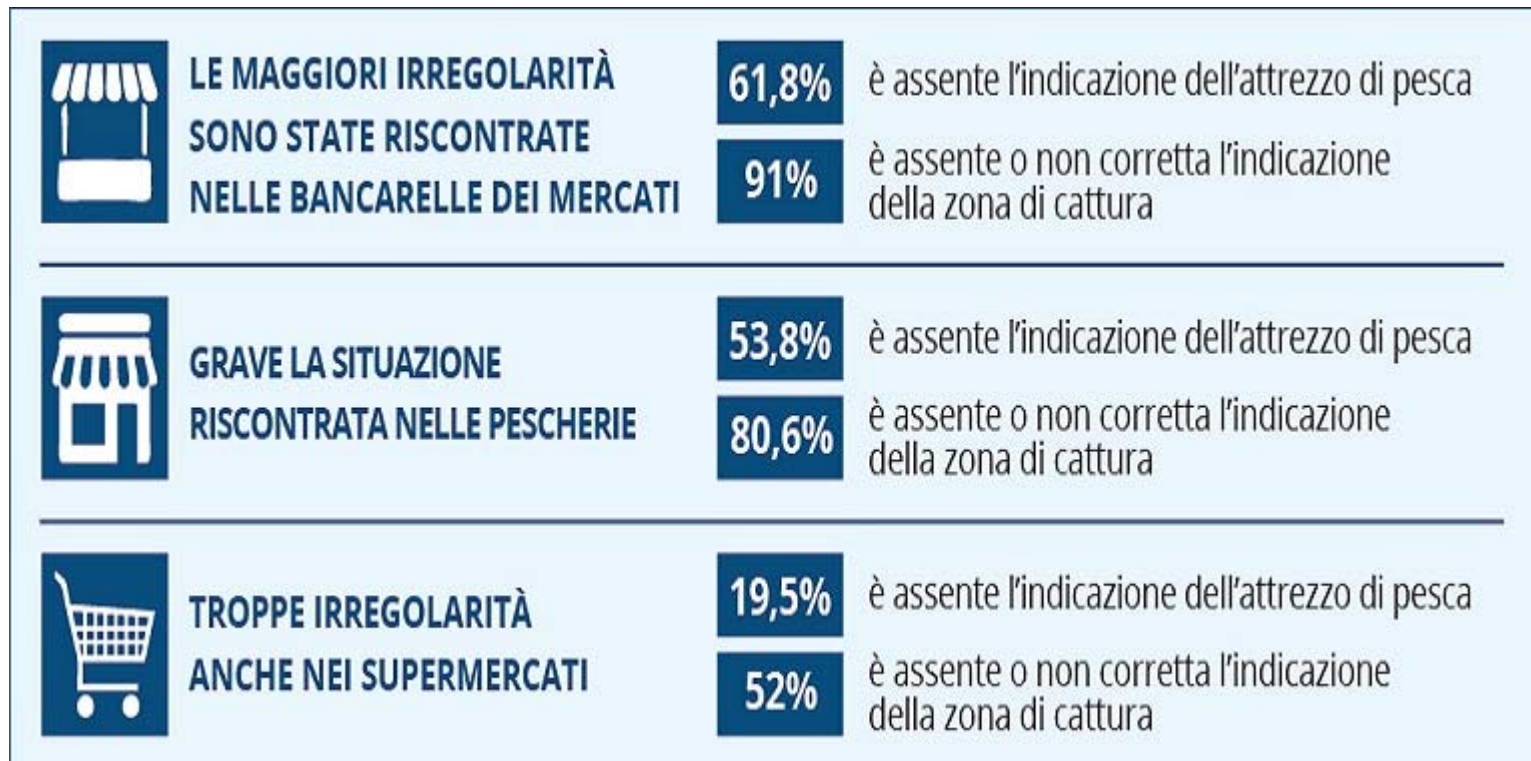 LE MAGGIORI IRREGOLARITÀ
SONO STATE RISCONTRATE
NELLE BANCARELLE DEI MERCATI
61,8%
è assente l'indicazione dell'attrezzo di pesca
91%
è assente o non corretta l'indicazione
della zona di cattura
GRAVE LA SITUAZIONE
RISCONTRATA NELLE PESCHERIE
53,8%
è assente l'indicazione dell'attrezzo di pesca
80,6%
è assente o non corretta l'indicazione
della zona di cattura
TROPPE IRREGOLARITÀ
ANCHE NEI SUPERMERCATI
19,5%
è assente l'indicazione dell'attrezzo di pesca
52%
è assente o non corretta l'indicazione
della zona di cattura